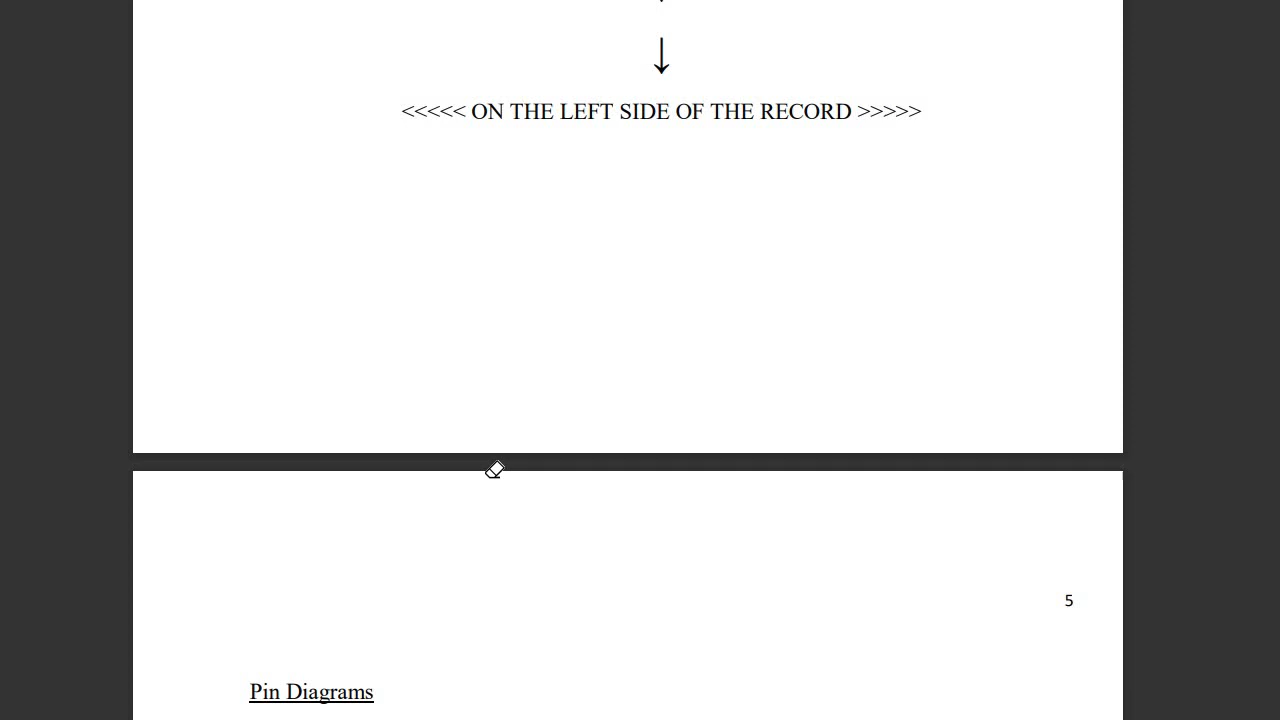 ↓
<<<<< ON THE LEFT SIDE OF THE RECORD >>>>>
5
Pin Diagrams